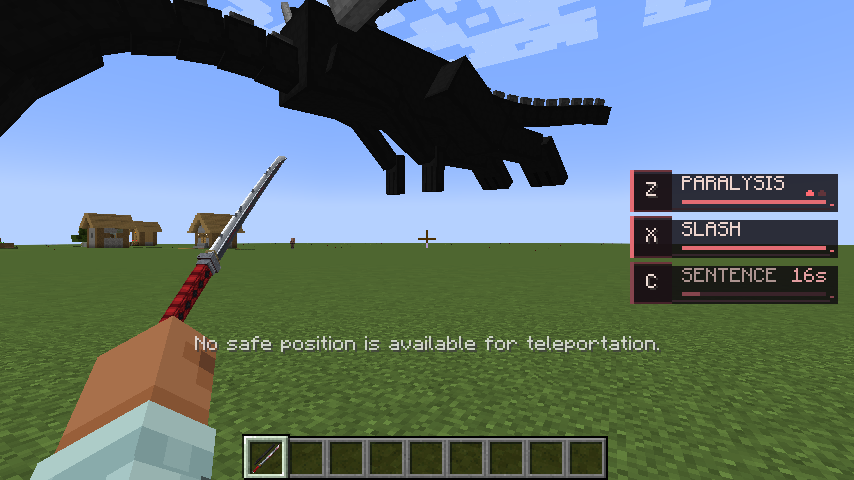 Z PARALYSIS
X SLASH
C SENTENCE 16s
No safe position is available for teleportation.